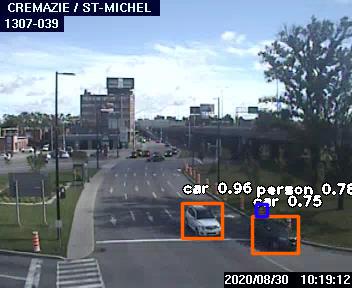 CREMAZIE / ST-MICHEL
1307-039
car 0.96
person 0.78
car 0.75
2020/08/30 10:19:12